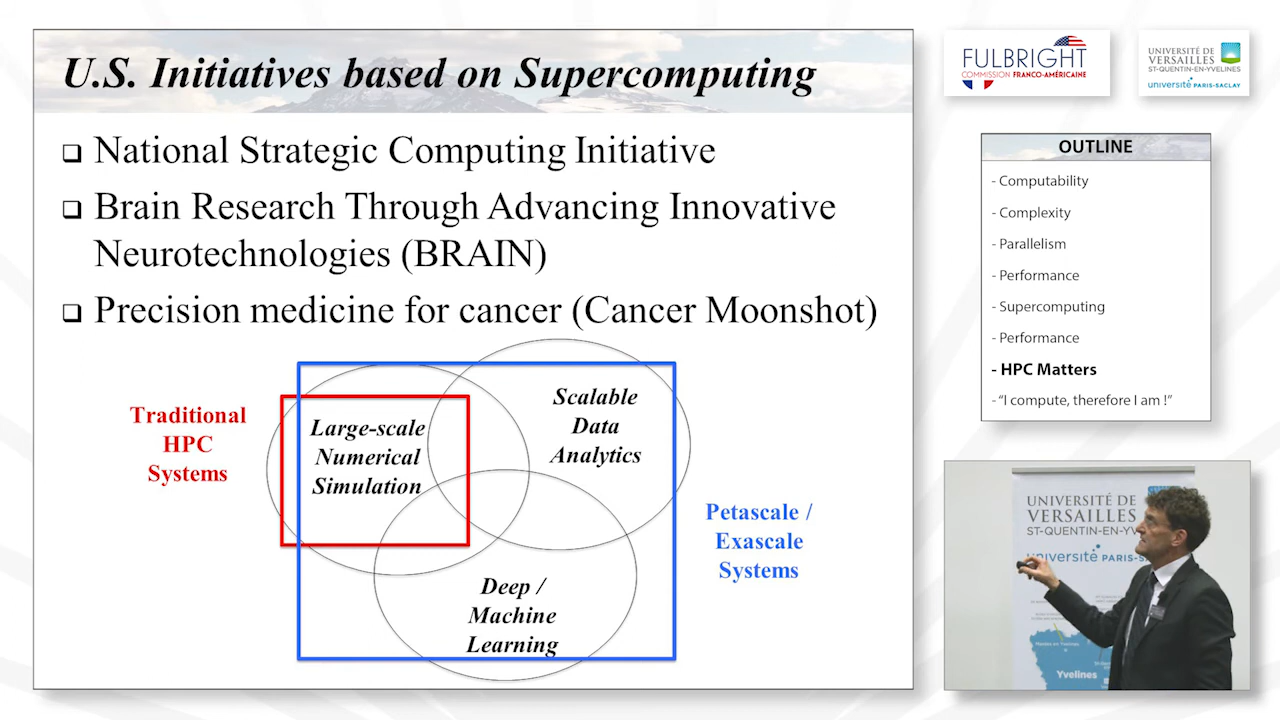 U.S. Initiatives based on Supercomputing
❑ National Strategic Computing Initiative
❑ Brain Research Through Advancing Innovative
Neurotechnologies (BRAIN)
❑ Precision medicine for cancer (Cancer Moonshot)
Traditional
HPC
Systems
Large-scale
Numerical
Simulation
Scalable
Data
Analytics
Deep /
Machine
Learning
Petascale /
Exascale
Systems
FULBRIGHT
COMMISSION FRANCO-AMÉRICAINE
UNIVERSITÉ DE
VERSAILLES
ST-QUENTIN-EN-YVELINES
université PARIS-SACLAY
OUTLINE
- Computability
- Complexity
- Parallelism
- Performance
- Supercomputing
- Performance
- HPC Matters
- “I compute, therefore I am !”
UNIVERSITÉ DE
VERSAILLES
ST-QUENTIN-EN-YV
université PARIS-S
Yvelines